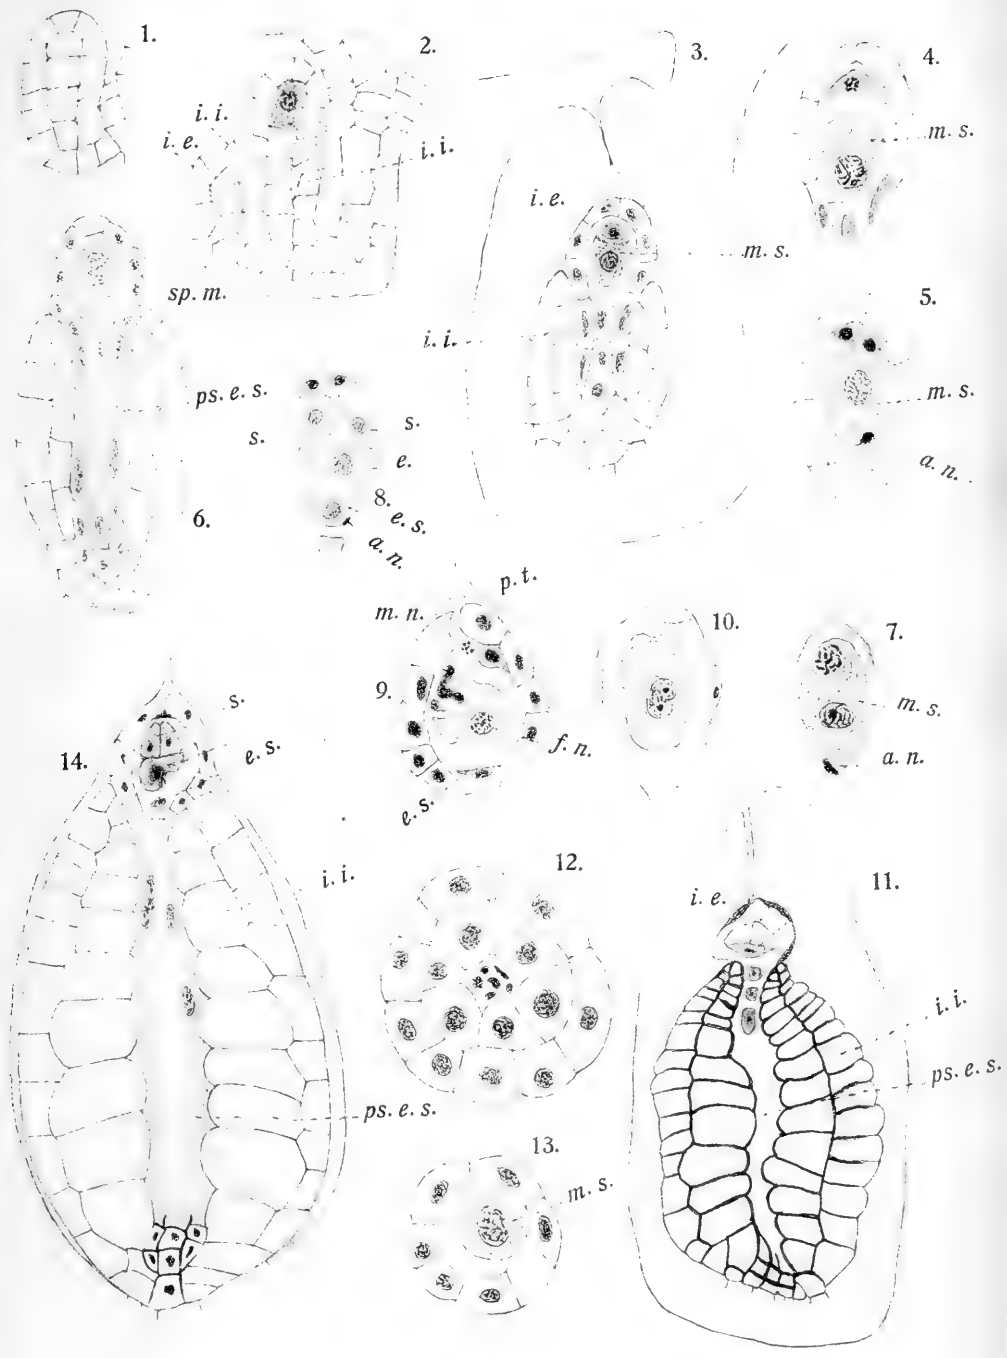 1.
2.
3.
4.
i. i.
i. e.
i. i.
m. s.
i. e.
m. s.
sp. m.
5.
i. i.
ps. e. s.
s.
s.
m. s.
e.
a. n.
8.
6.
e. s.
a. n.
p. t.
m. n.
10.
7.
9.
s.
m. s.
f. n.
e. s.
14.
a. n.
e. s.
12.
i. i.
11.
i. e.
i. i.
ps. e. s.
ps. e. s.
13.
m. s.